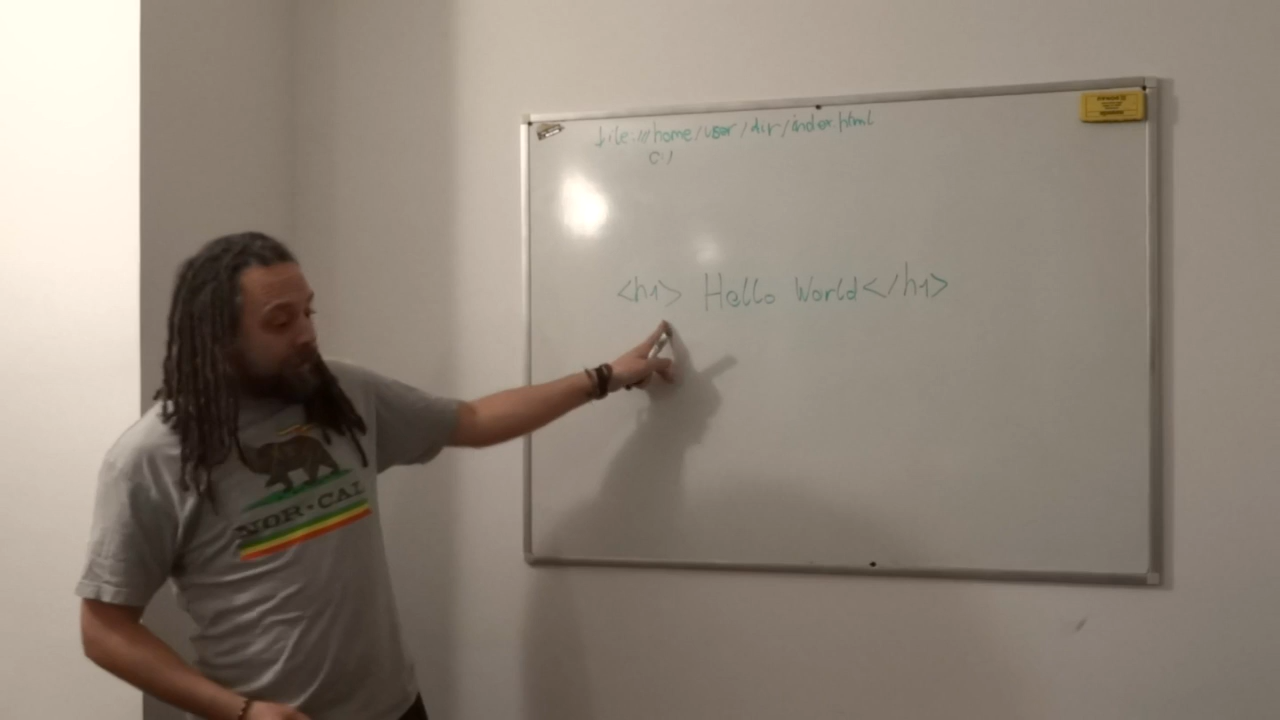 file:///home/user/dir/index.html
C:/
<h1> Hello World</h1>
NOR-CAL